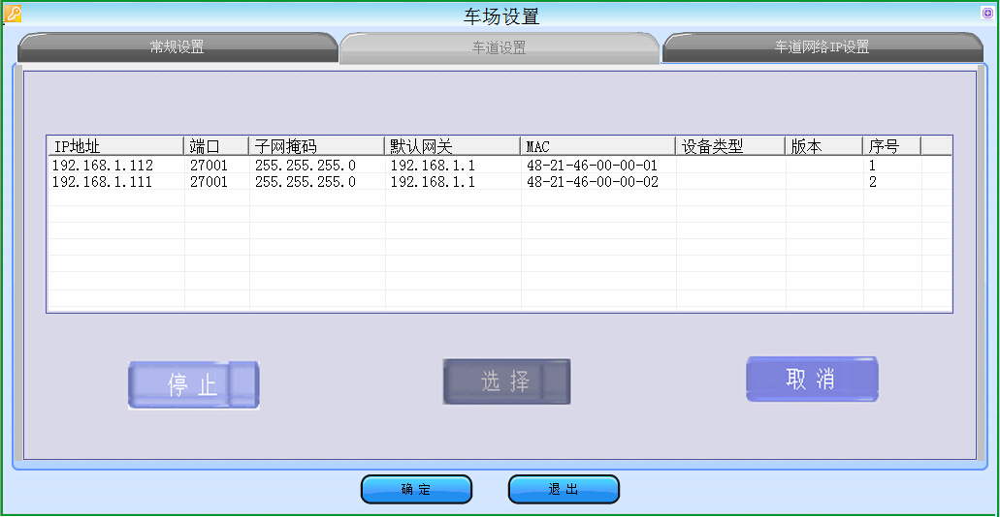 车场设置
常规设置 车道设置 车道网络IP设置
IP地址 端口 子网掩码 默认网关 MAC 设备类型 版本 序号
192.168.1.112 27001 255.255.255.0 192.168.1.1 48-21-46-00-00-01 1
192.168.1.111 27001 255.255.255.0 192.168.1.1 48-21-46-00-00-02 2
停止 选择 取消
确定 退出